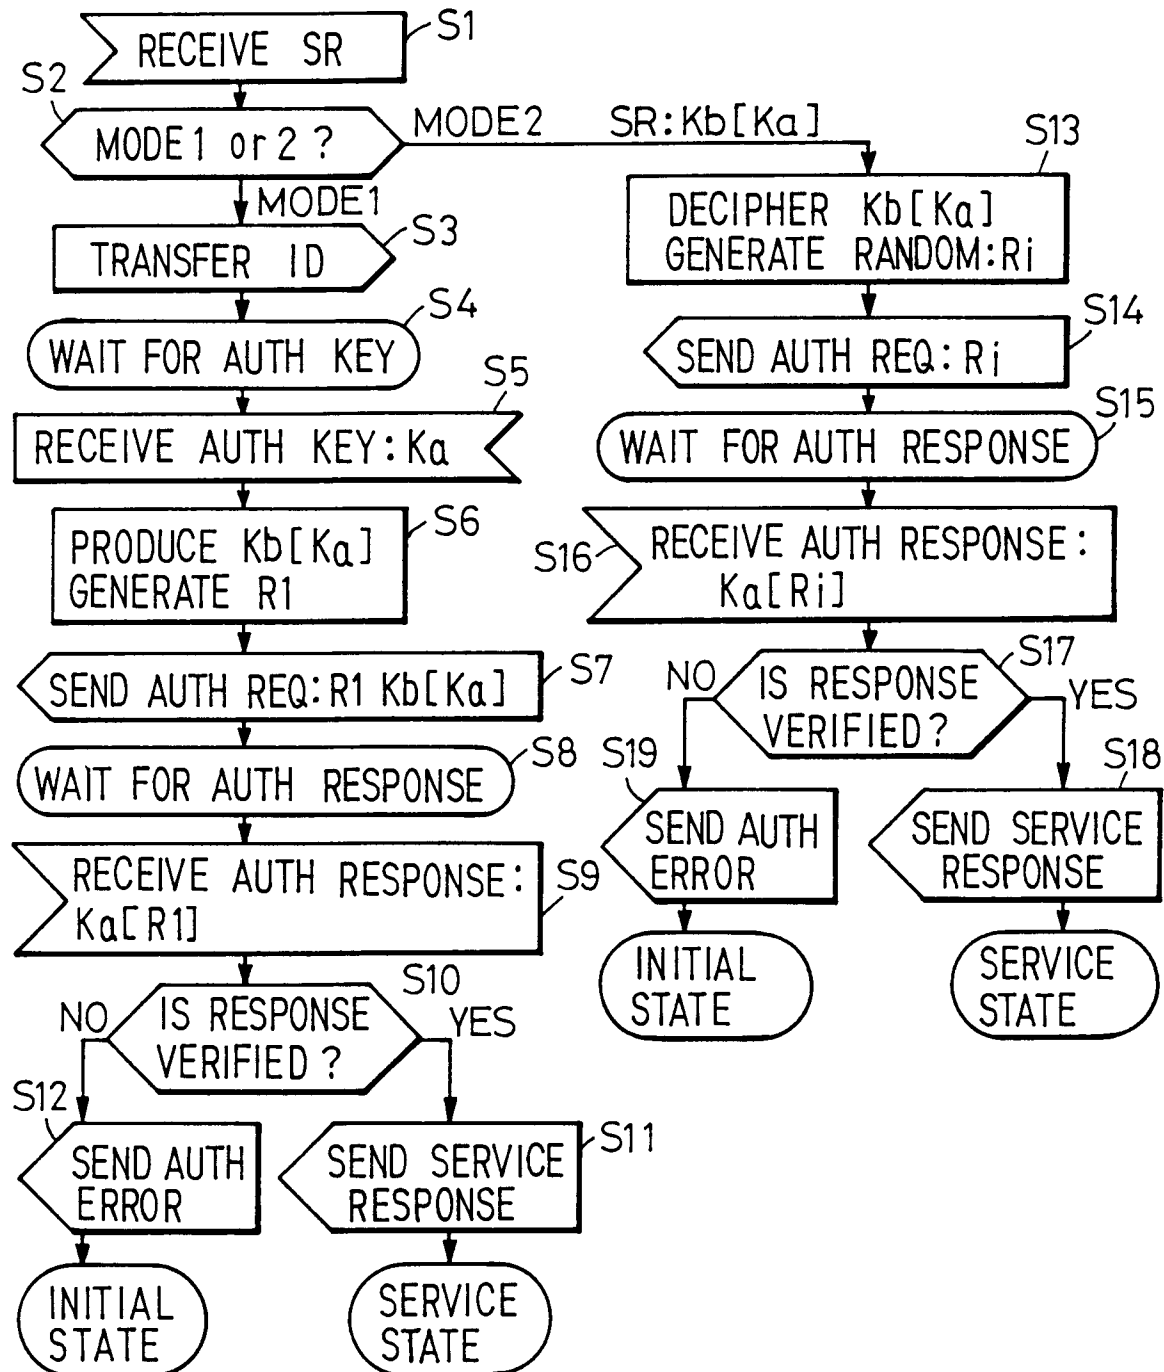 S1
RECEIVE SR
S2
MODE1 or 2 ?
MODE2
SR:Kb[Ka]
MODE1
S3
TRANSFER ID
S4
WAIT FOR AUTH KEY
S5
RECEIVE AUTH KEY:Ka
S6
PRODUCE Kb[Ka]
GENERATE R1
S7
SEND AUTH REQ:R1 Kb[Ka]
S8
WAIT FOR AUTH RESPONSE
S9
RECEIVE AUTH RESPONSE:
Ka[R1]
S10
IS RESPONSE
VERIFIED ?
NO
YES
S12
SEND AUTH
ERROR
INITIAL
STATE
S11
SEND SERVICE
RESPONSE
SERVICE
STATE
S13
DECIPHER Kb[Ka]
GENERATE RANDOM:Ri
S14
SEND AUTH REQ:Ri
S15
WAIT FOR AUTH RESPONSE
S16
RECEIVE AUTH RESPONSE:
Ka[Ri]
S17
IS RESPONSE
VERIFIED ?
NO
YES
S19
SEND AUTH
ERROR
INITIAL
STATE
S18
SEND SERVICE
RESPONSE
SERVICE
STATE